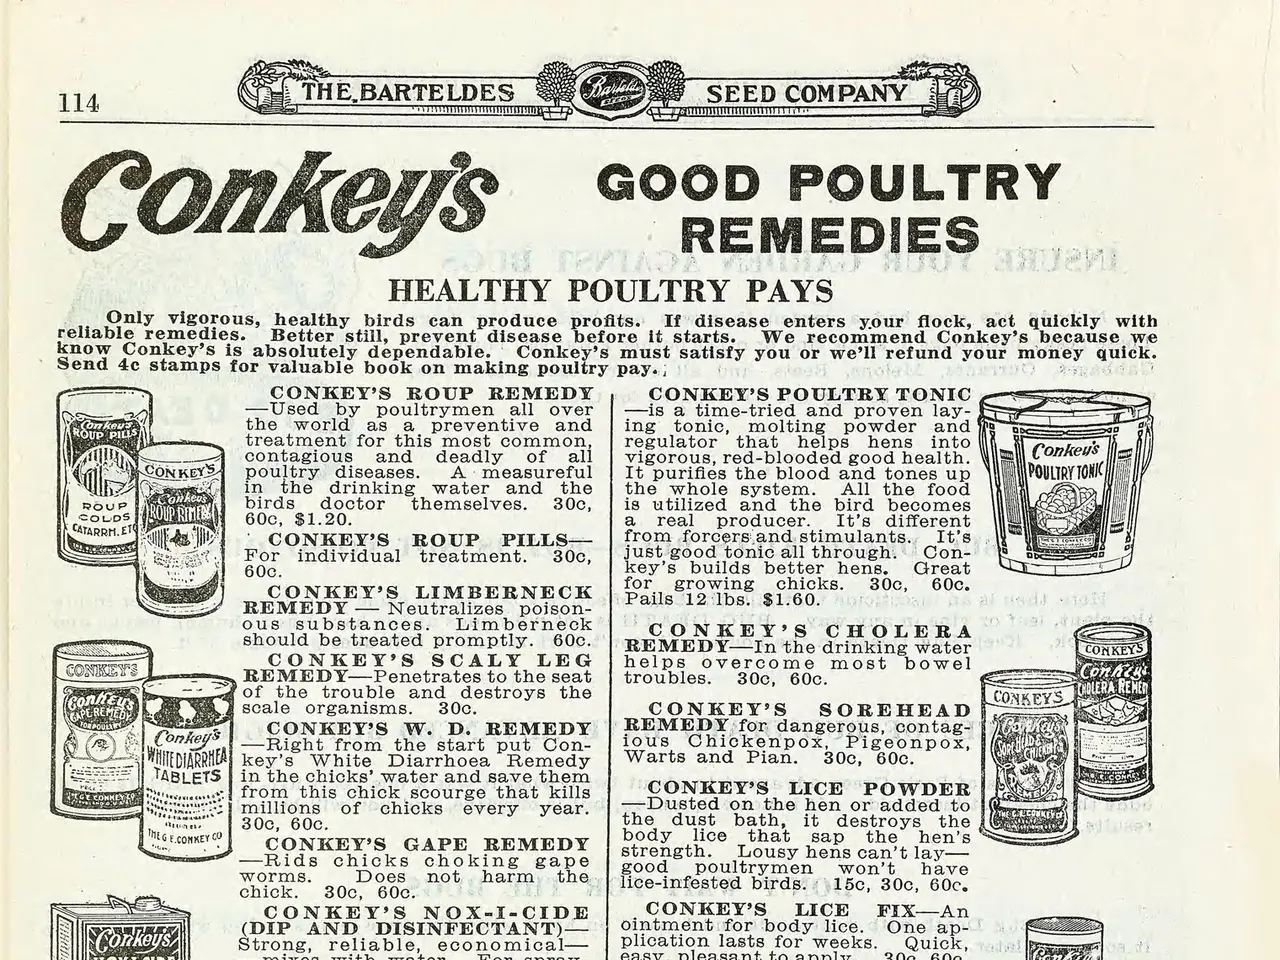 114
THE BARTELDES SEED COMPANY
Barteldes
Conkey's
GOOD POULTRY
REMEDIES
HEALTHY POULTRY PAYS
Only vigorous, healthy birds can produce profits. If disease enters your flock, act quickly with
reliable remedies. Better still, prevent disease before it starts. We recommend Conkey's because we
know Conkey's is absolutely dependable. Conkey's must satisfy you or we'll refund your money quick.
Send 4c stamps for valuable book on making poultry pay.
CONKEY'S ROUP REMEDY
—Used by poultrymen all over
the world as a preventive and
treatment for this most common,
contagious and deadly of all
poultry diseases. A measureful
in the drinking water and the
birds doctor themselves. 30c,
60c, $1.20.
CONKEY'S ROUP PILLS—
For individual treatment. 30c,
60c.
CONKEY'S LIMBERNECK
REMEDY — Neutralizes poison-
ous substances. Limberneck
should be treated promptly. 60c.
CONKEY'S SCALY LEG
REMEDY—Penetrates to the seat
of the trouble and destroys the
scale organisms. 30c.
CONKEY'S W. D. REMEDY
—Right from the start put Con-
key's White Diarrhoea Remedy
in the chicks' water and save them
from this chick scourge that kills
millions of chicks every year.
30c, 60c.
CONKEY'S GAPE REMEDY
—Rids chicks choking gape
worms. Does not harm the
chick. 30c, 60c.
CONKEY'S NOX-I-CIDE
(DIP AND DISINFECTANT)—
Strong, reliable, economical—
mixes with water. For spray-
CONKEY'S POULTRY TONIC
—is a time-tried and proven lay-
ing tonic, molting powder and
regulator that helps hens into
vigorous, red-blooded good health.
It purifies the blood and tones up
the whole system. All the food
is utilized and the bird becomes
a real producer. It's different
from forcers and stimulants. It's
just good tonic all through. Con-
key's builds better hens. Great
for growing chicks. 30c, 60c.
Pails 12 lbs. $1.60.
CONKEY'S CHOLERA
REMEDY—In the drinking water
helps overcome most bowel
troubles. 30c, 60c.
CONKEY'S SOREHEAD
REMEDY for dangerous, contag-
ious Chickenpox, Pigeonpox,
Warts and Pian. 30c, 60c.
CONKEY'S LICE POWDER
—Dusted on the hen or added to
the dust bath, it destroys the
body lice that sap the hen's
strength. Lousy hens can't lay—
good poultrymen won't have
lice-infested birds. 15c, 30c, 60c.
CONKEY'S LICE FIX—An
ointment for body lice. One ap-
plication lasts for weeks. Quick,
easy, pleasant to apply. 30c, 60c.
Conkey's
ROUP PILLS
ROUP
COLDS
CATARRH, ETC
CONKEY'S
Conkey's
ROUP REMEDY
CONKEY'S
Conkey's
GAPE REMEDY
FOR POULTRY
THE G.E. CONKEY CO.
Conkey's
WHITE DIARRHEA
TABLETS
THE G.E. CONKEY CO
Conkey's
Conkey's
POULTRY TONIC
CONKEY'S
Conkey's
CHOLERA REMEDY
CONKEY'S